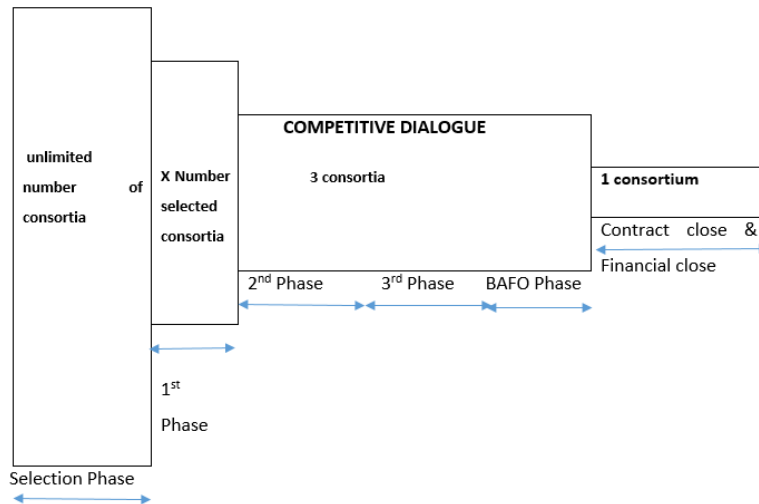 unlimited
number of
consortia
X Number
selected
consortia
COMPETITIVE DIALOGUE
3 consortia
1 consortium
Contract close &
Financial close
2nd Phase
3rd Phase
BAFO Phase
1st
Phase
Selection Phase